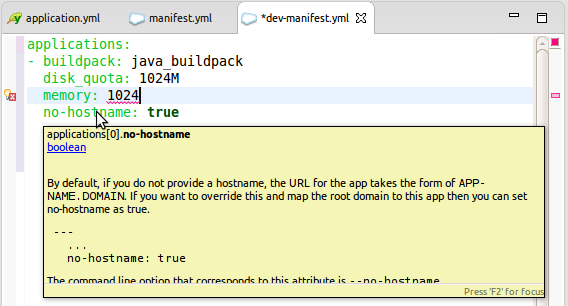 application.yml manifest.yml *dev-manifest.yml
applications:
- buildpack: java_buildpack
  disk_quota: 1024M
  memory: 1024
  no-hostname: true
applications[0].no-hostname
boolean
By default, if you do not provide a hostname, the URL for the app takes the form of APP-
NAME.DOMAIN. If you want to override this and map the root domain to this app then you can set
no-hostname as true.
---
  ...
  no-hostname: true
The command line option that corresponds to this attribute is --no-hostname
Press 'F2' for focus